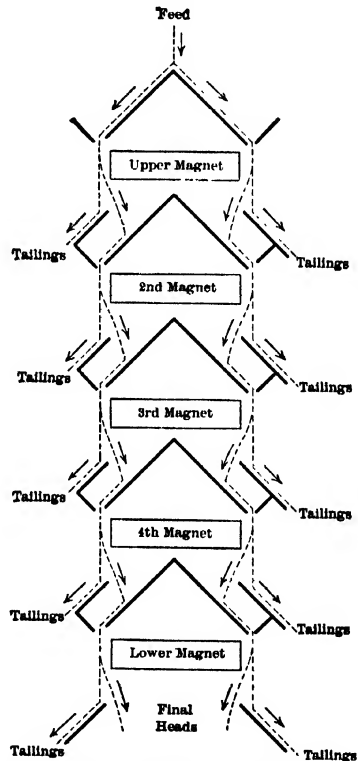 Feed
Upper Magnet
Tailings
Tailings
2nd Magnet
Tailings
Tailings
3rd Magnet
Tailings
Tailings
4th Magnet
Tailings
Tailings
Lower Magnet
Final
Heads
Tailings
Tailings